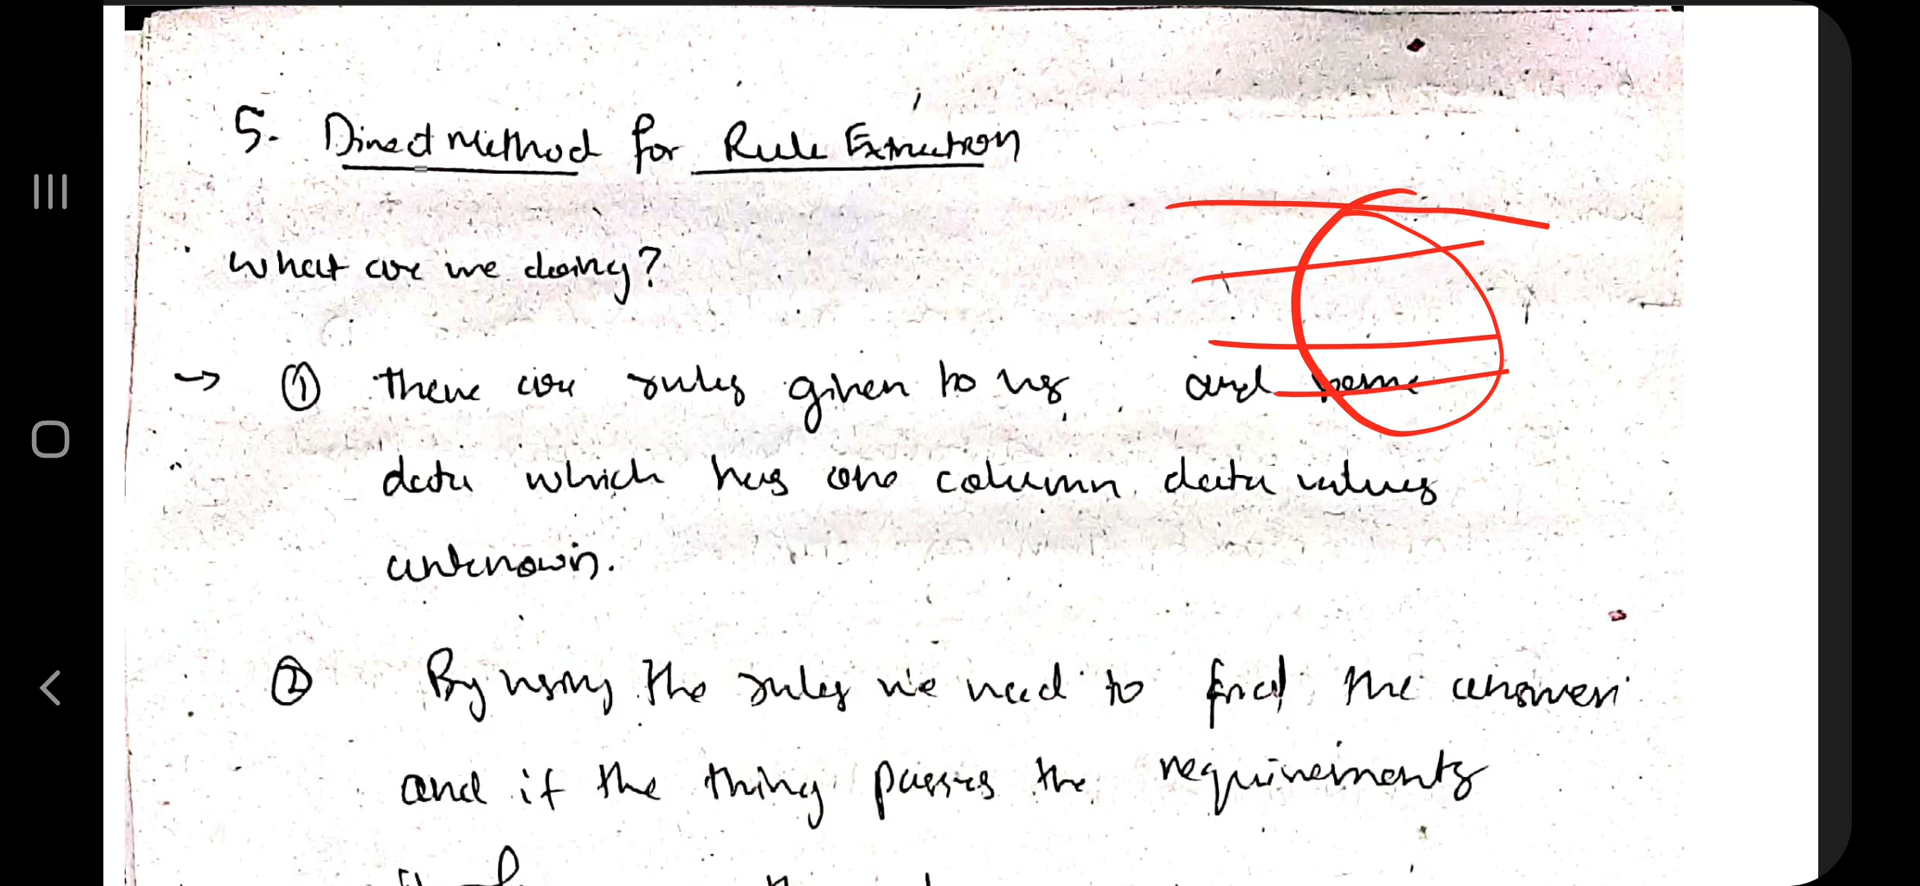 5. Direct Method for Rule Extraction
What are we doing?
→ ① There are rules given to us, and some
data which has one column data values
unknown.
② By using the rules we need to find the answer
and if the thing passes the requirements